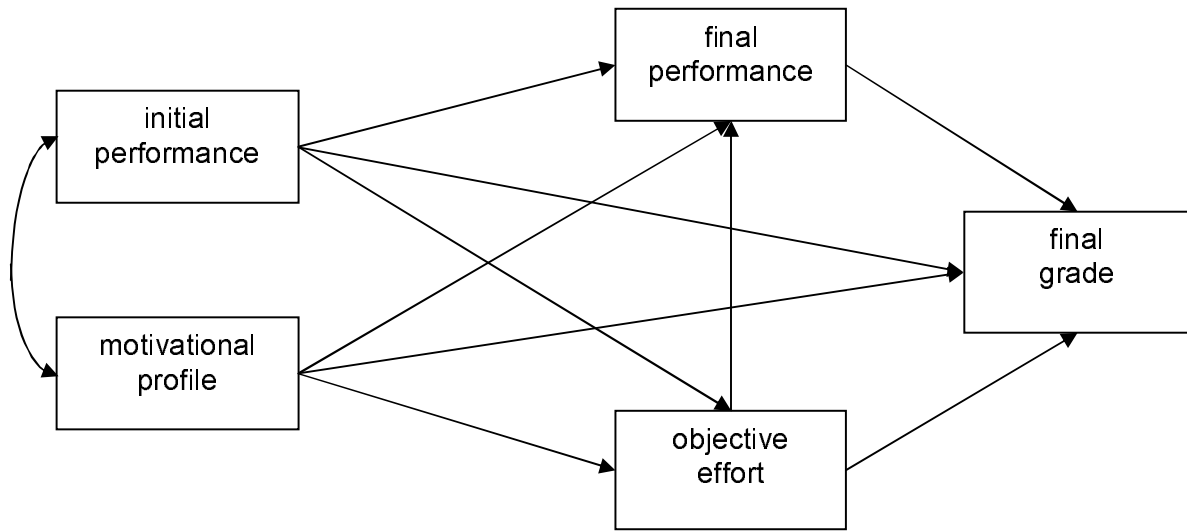 initial
performance
motivational
profile
final
performance
objective
effort
final
grade